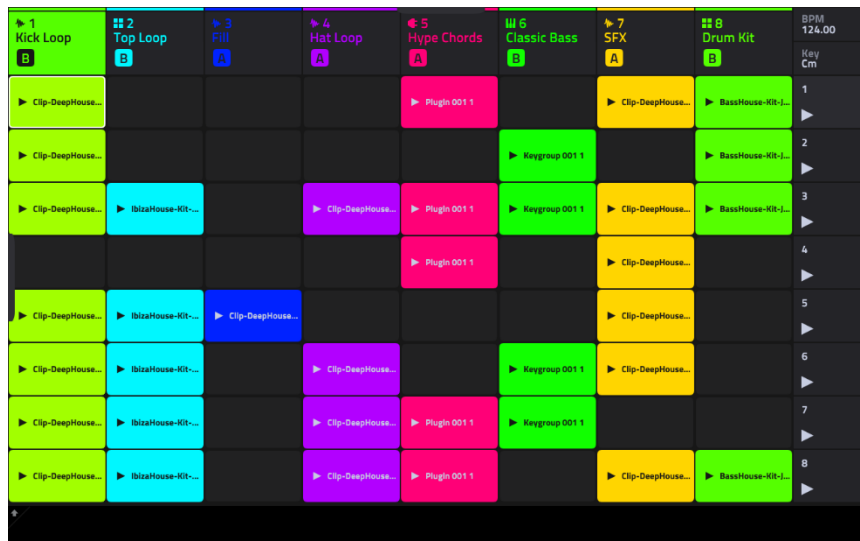 1 2 3 4 5 6 7 8 BPM
Kick Loop Top Loop Fill Hat Loop Hype Chords Classic Bass SFX Drum Kit 124.00
B B A A A B A B Key
Cm
Clip-DeepHouse... Plugin 001 1 Clip-DeepHouse... BassHouse-Kit-J... 1
Clip-DeepHouse... Keygroup 001 1 BassHouse-Kit-J... 2
Clip-DeepHouse... IbizaHouse-Kit-... Clip-DeepHouse... Plugin 001 1 Keygroup 001 1 Clip-DeepHouse... BassHouse-Kit-J... 3
Plugin 001 1 Clip-DeepHouse... 4
Clip-DeepHouse... IbizaHouse-Kit-... Clip-DeepHouse... Clip-DeepHouse... 5
Clip-DeepHouse... IbizaHouse-Kit-... Clip-DeepHouse... Keygroup 001 1 Clip-DeepHouse... 6
Clip-DeepHouse... IbizaHouse-Kit-... Clip-DeepHouse... Plugin 001 1 Keygroup 001 1 7
Clip-DeepHouse... IbizaHouse-Kit-... Clip-DeepHouse... Plugin 001 1 Clip-DeepHouse... BassHouse-Kit-J... 8